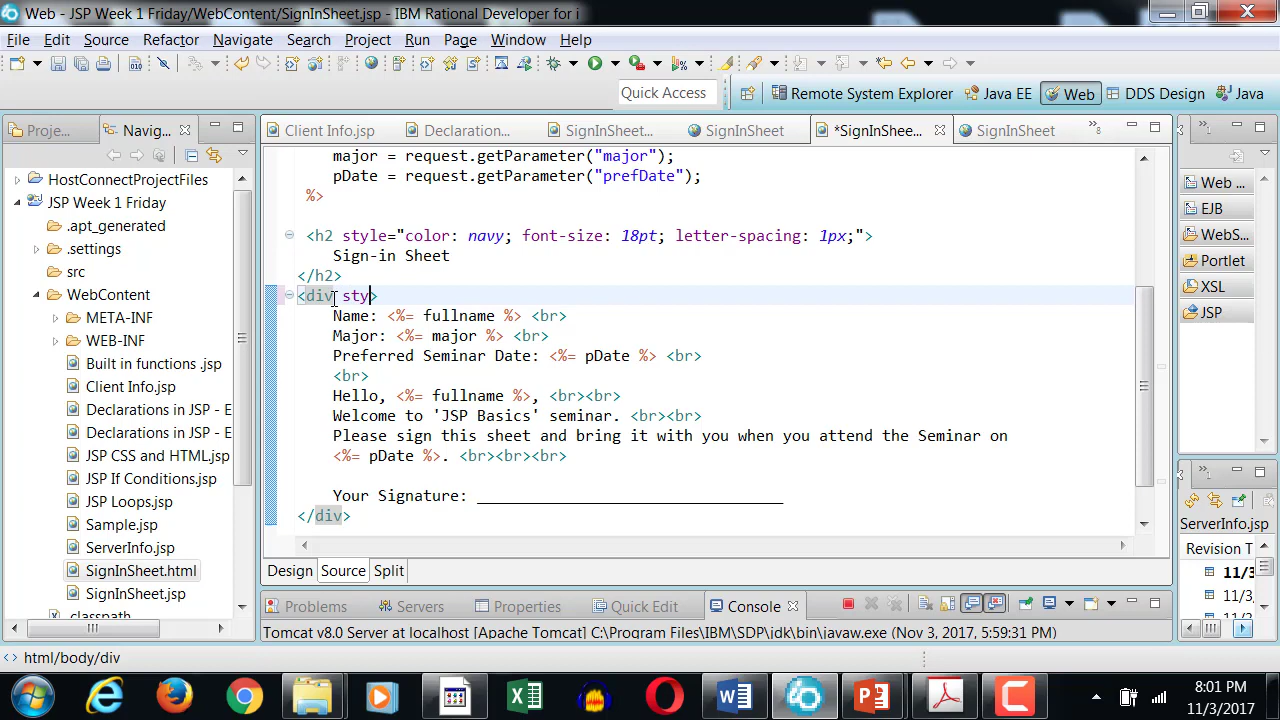 Web - JSP Week 1 Friday/WebContent/SignInSheet.jsp - IBM Rational Developer for i
File Edit Source Refactor Navigate Search Project Run Page Window Help
Quick Access Remote System Explorer Java EE Web DDS Design Java
Proje... Navig...
Client Info.jsp Declaration... SignInSheet... SignInSheet *SignInShee... SignInSheet »8
HostConnectProjectFiles
JSP Week 1 Friday
.apt_generated
.settings
src
WebContent
META-INF
WEB-INF
Built in functions .jsp
Client Info.jsp
Declarations in JSP - E
Declarations in JSP - E
JSP CSS and HTML.jsp
JSP If Conditions.jsp
JSP Loops.jsp
Sample.jsp
ServerInfo.jsp
SignInSheet.html
SignInSheet.jsp
.classpath
major = request.getParameter("major");
pDate = request.getParameter("prefDate");
%>
<h2 style="color: navy; font-size: 18pt; letter-spacing: 1px;">
Sign-in Sheet
</h2>
<div sty>
Name: <%= fullname %> <br>
Major: <%= major %> <br>
Preferred Seminar Date: <%= pDate %> <br>
<br>
Hello, <%= fullname %>, <br><br>
Welcome to 'JSP Basics' seminar. <br><br>
Please sign this sheet and bring it with you when you attend the Seminar on
<%= pDate %>. <br><br><br>
Your Signature: __________________________________
</div>
Design Source Split
»1
Web ...
EJB
WebS...
Portlet
XSL
JSP
»1
ServerInfo.jsp
Revision T
11/3
11/3,
Problems Servers Properties Quick Edit Console
Tomcat v8.0 Server at localhost [Apache Tomcat] C:\Program Files\IBM\SDP\jdk\bin\javaw.exe (Nov 3, 2017, 5:59:31 PM)
html/body/div
8:01 PM
11/3/2017